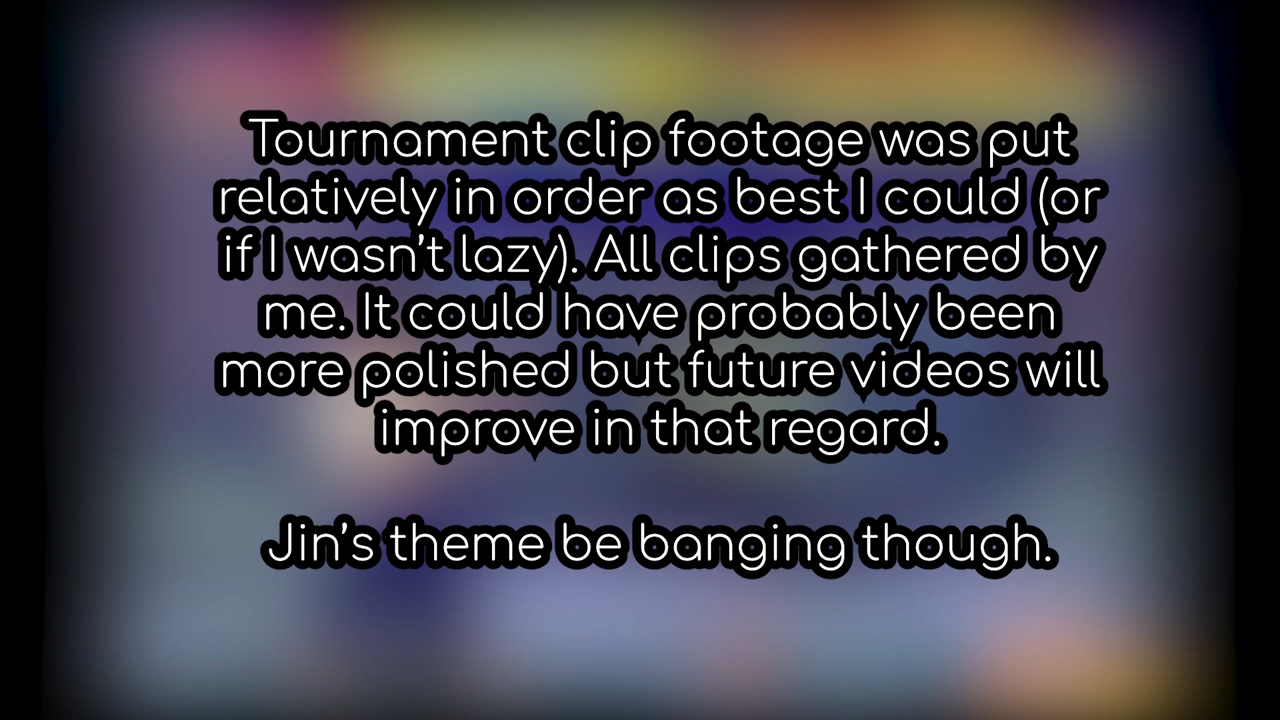 Tournament clip footage was put
relatively in order as best I could (or
if I wasn’t lazy). All clips gathered by
me. It could have probably been
more polished but future videos will
improve in that regard.
Jin’s theme be banging though.